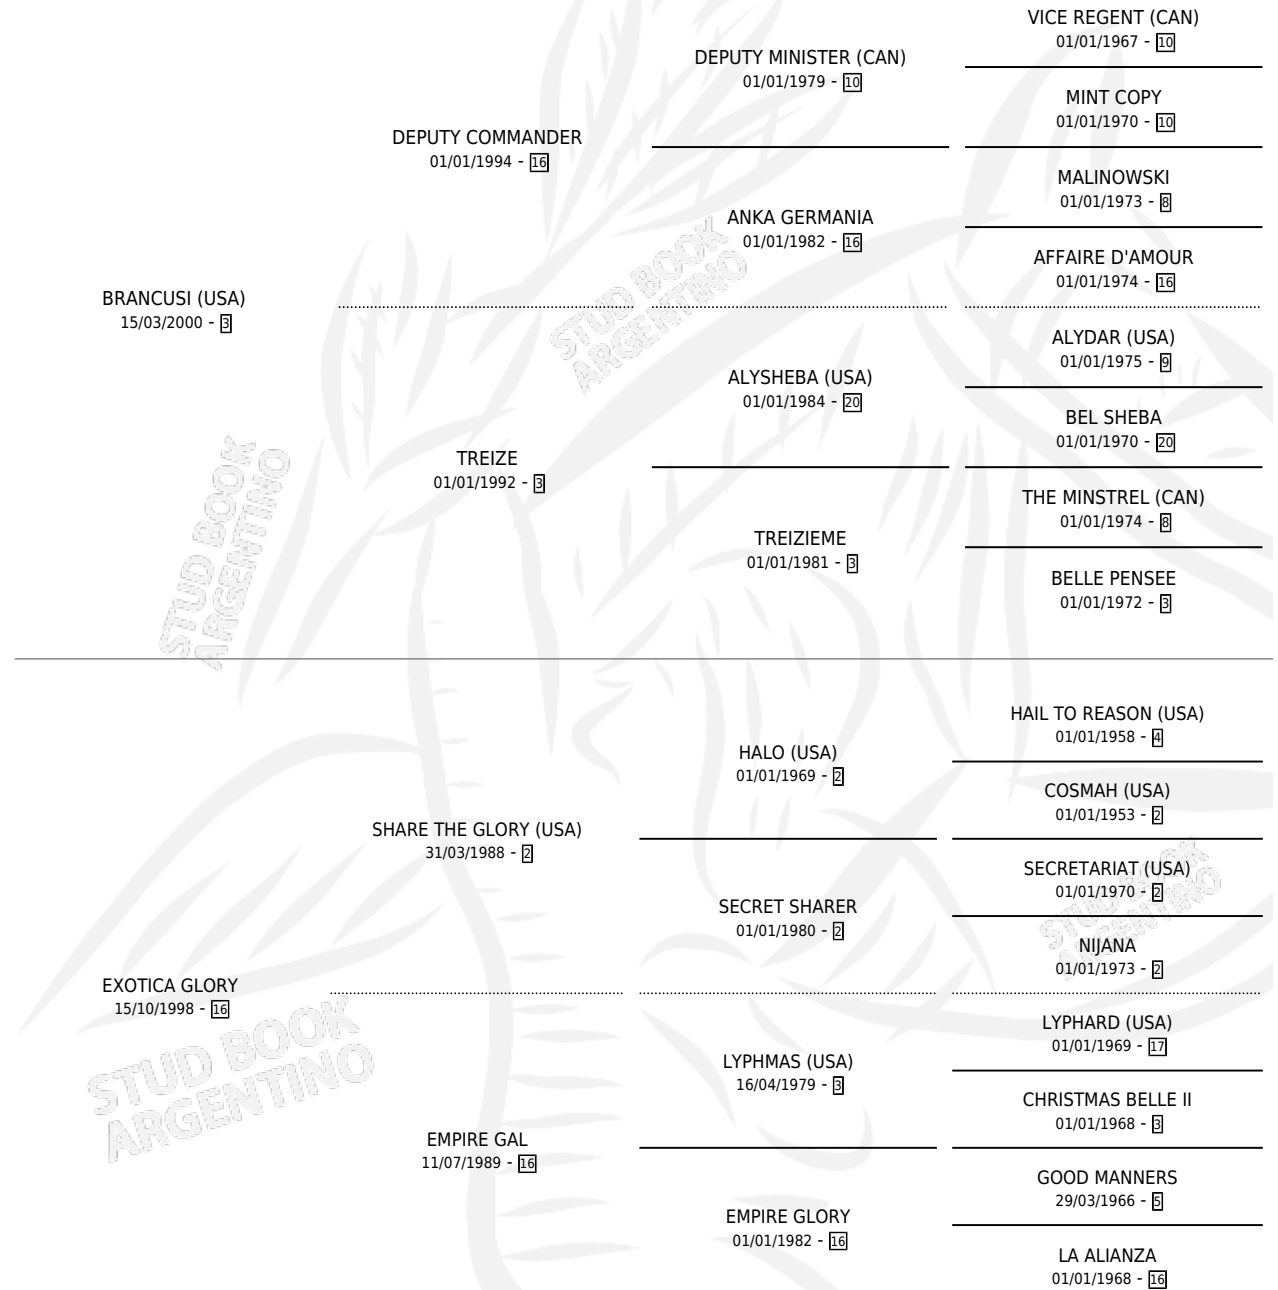 BRANCUSI (USA)
15/03/2000 - 3
DEPUTY COMMANDER
01/01/1994 - 16
DEPUTY MINISTER (CAN)
01/01/1979 - 10
VICE REGENT (CAN)
01/01/1967 - 10
MINT COPY
01/01/1970 - 10
ANKA GERMANIA
01/01/1982 - 16
MALINOWSKI
01/01/1973 - 8
AFFAIRE D'AMOUR
01/01/1974 - 16
TREIZE
01/01/1992 - 3
ALYSHEBA (USA)
01/01/1984 - 20
ALYDAR (USA)
01/01/1975 - 9
BEL SHEBA
01/01/1970 - 20
TREIZIEME
01/01/1981 - 3
THE MINSTREL (CAN)
01/01/1974 - 8
BELLE PENSEE
01/01/1972 - 3
EXOTICA GLORY
15/10/1998 - 16
SHARE THE GLORY (USA)
31/03/1988 - 2
HALO (USA)
01/01/1969 - 2
HAIL TO REASON (USA)
01/01/1958 - 4
COSMAH (USA)
01/01/1953 - 2
SECRET SHARER
01/01/1980 - 2
SECRETARIAT (USA)
01/01/1970 - 2
NIJANA
01/01/1973 - 2
EMPIRE GAL
11/07/1989 - 16
LYPHMAS (USA)
16/04/1979 - 3
LYPHARD (USA)
01/01/1969 - 17
CHRISTMAS BELLE II
01/01/1968 - 3
EMPIRE GLORY
01/01/1982 - 16
GOOD MANNERS
29/03/1966 - 5
LA ALIANZA
01/01/1968 - 16
STUD BOOK
ARGENTINO
STUD BOOK
ARGENTINO
STUD BOOK
ARGENTINO
STUD BOOK
ARGENTINO